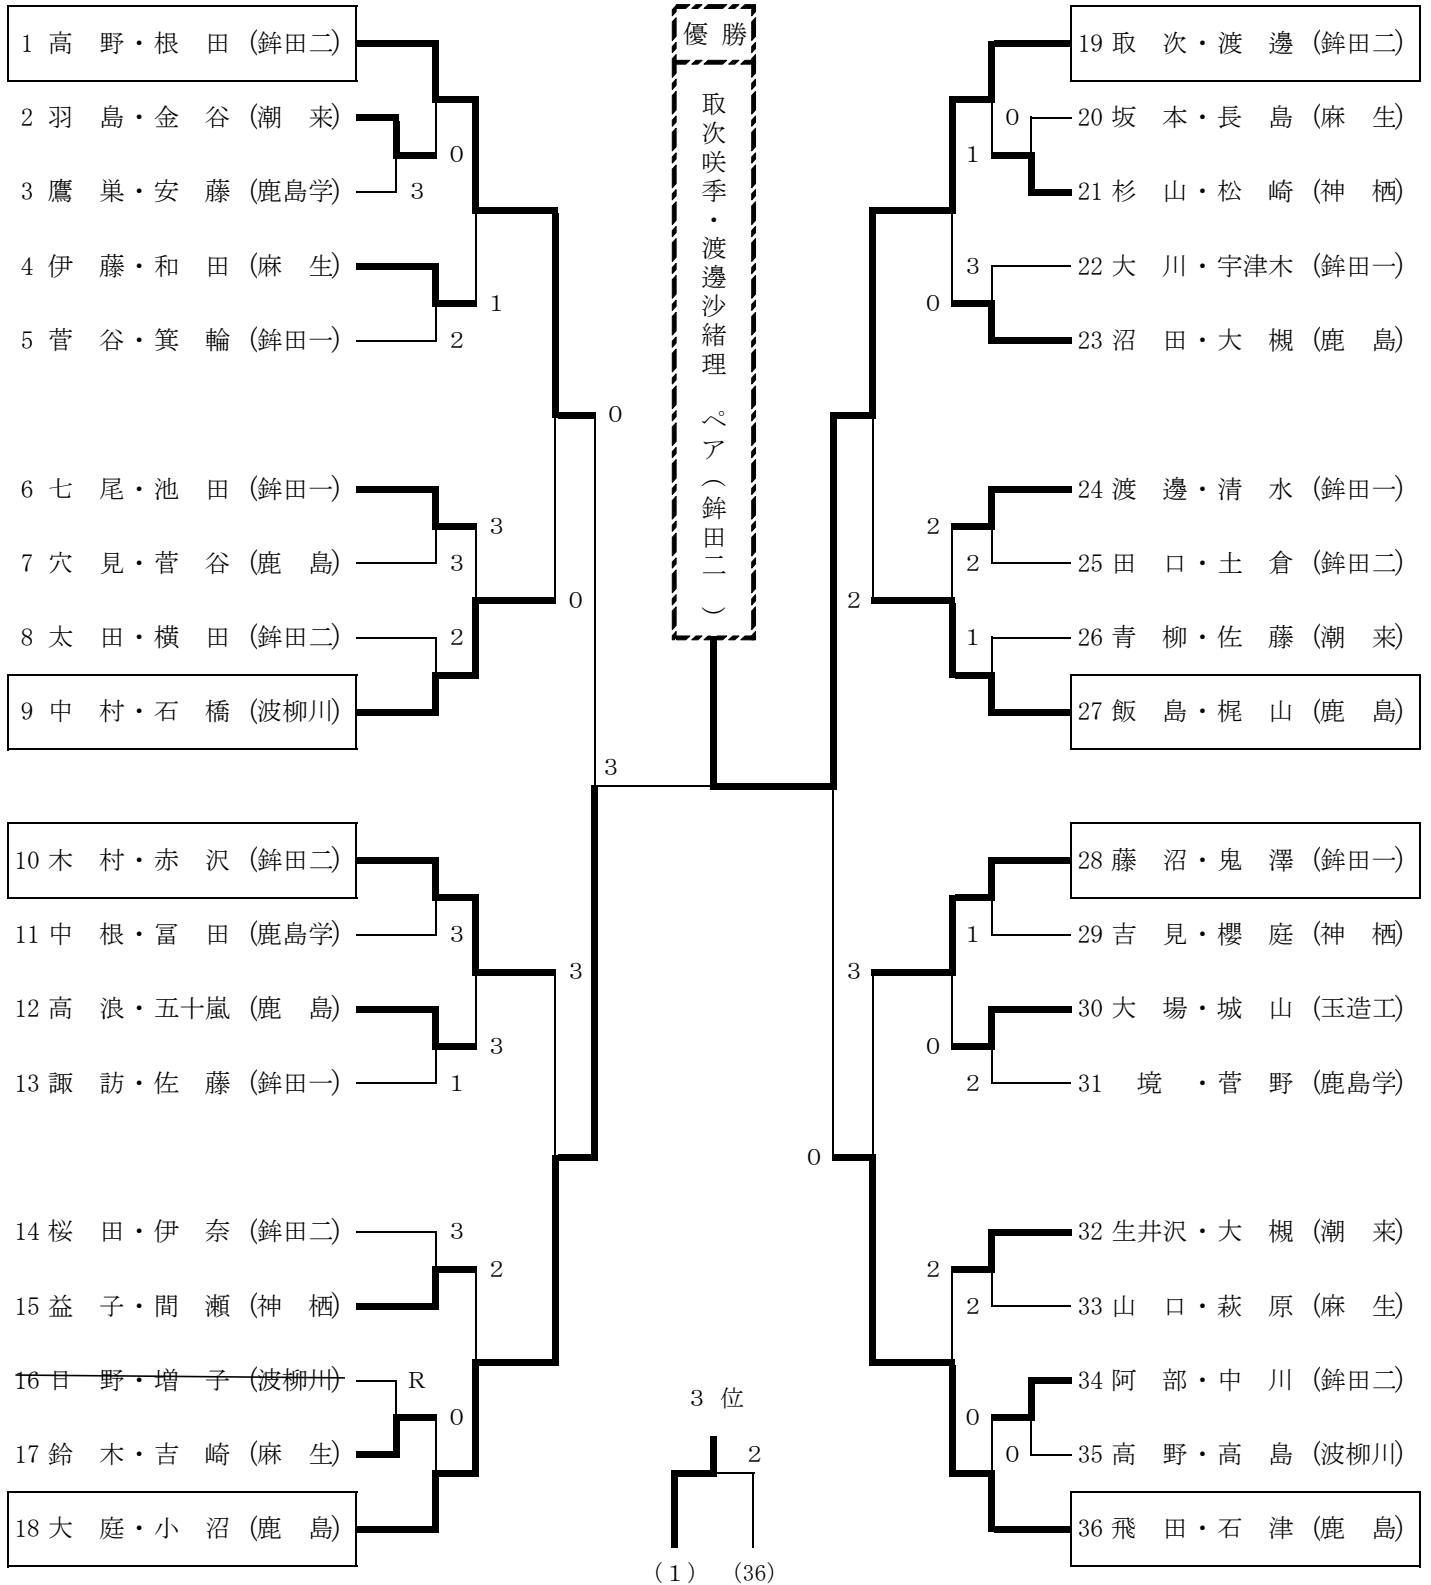 優 勝
取次咲季・渡邊沙緒理 ペア（鉾田二）
1 高 野・根 田 (鉾田二)
2 羽 島・金 谷 (潮 来)
0
3 鷹 巣・安 藤 (鹿島学)
3
4 伊 藤・和 田 (麻 生)
1
5 菅 谷・箕 輪 (鉾田一)
2
0
6 七 尾・池 田 (鉾田一)
3
7 穴 見・菅 谷 (鹿 島)
3
0
8 太 田・横 田 (鉾田二)
2
9 中 村・石 橋 (波柳川)
3
10 木 村・赤 沢 (鉾田二)
11 中 根・冨 田 (鹿島学)
3
3
12 高 浪・五十嵐 (鹿 島)
3
13 諏 訪・佐 藤 (鉾田一)
1
14 桜 田・伊 奈 (鉾田二)
3
2
15 益 子・間 瀬 (神 栖)
16 日 野・増 子 (波柳川)
R
0
17 鈴 木・吉 崎 (麻 生)
18 大 庭・小 沼 (鹿 島)
19 取 次・渡 邊 (鉾田二)
0
20 坂 本・長 島 (麻 生)
1
21 杉 山・松 崎 (神 栖)
3
22 大 川・宇津木 (鉾田一)
0
23 沼 田・大 槻 (鹿 島)
24 渡 邊・清 水 (鉾田一)
2
2
25 田 口・土 倉 (鉾田二)
2
1
26 青 柳・佐 藤 (潮 来)
27 飯 島・梶 山 (鹿 島)
28 藤 沼・鬼 澤 (鉾田一)
1
29 吉 見・櫻 庭 (神 栖)
3
30 大 場・城 山 (玉造工)
0
2
31 境 ・菅 野 (鹿島学)
0
32 生井沢・大 槻 (潮 来)
2
2
33 山 口・萩 原 (麻 生)
34 阿 部・中 川 (鉾田二)
0
0
35 高 野・高 島 (波柳川)
36 飛 田・石 津 (鹿 島)
3 位
2
(1) (36)